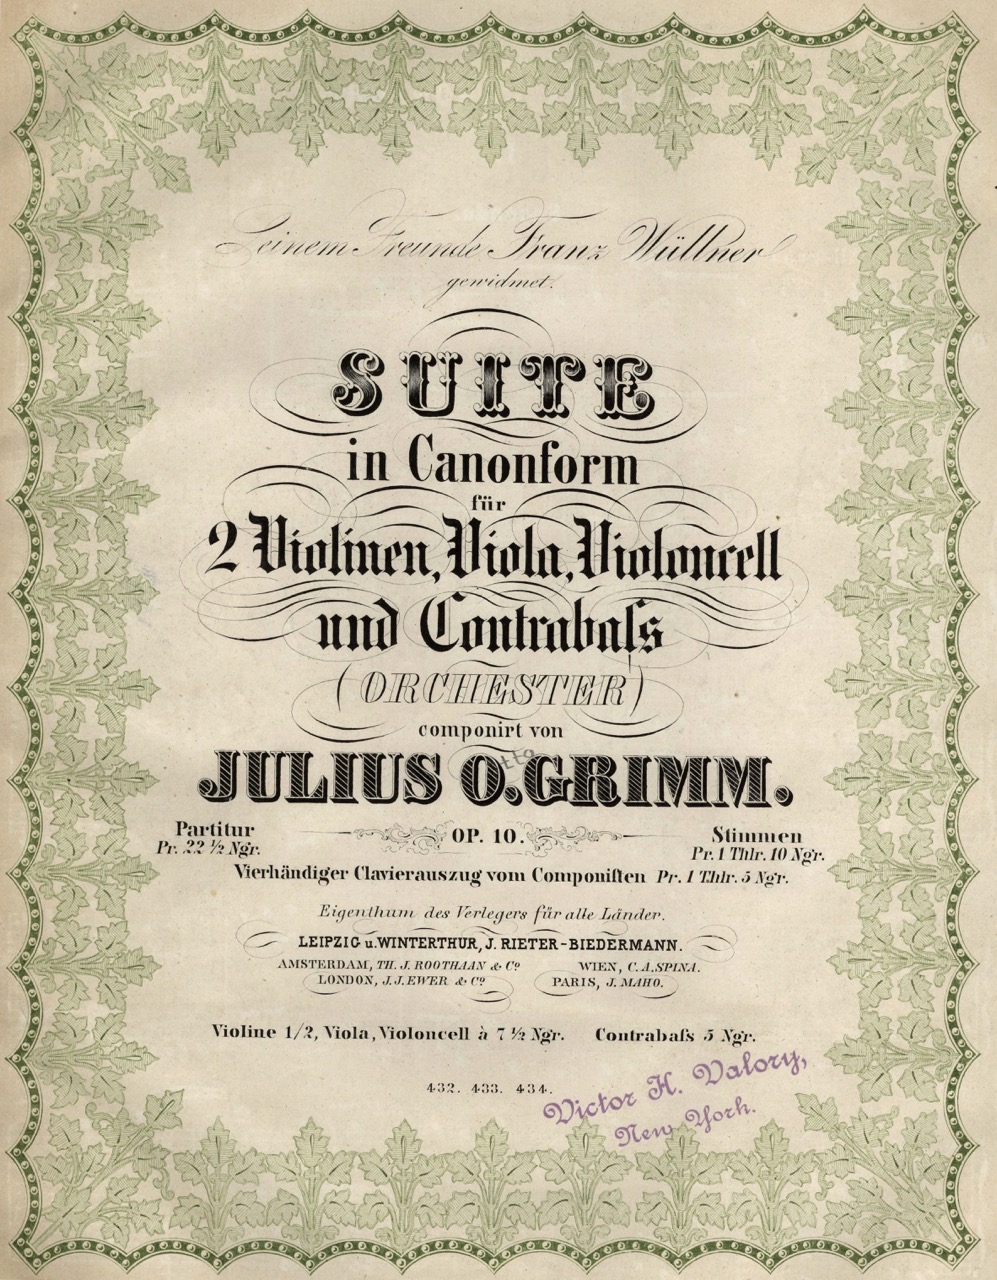 Seinem Freunde Franz Wüllner
gewidmet.
SUITE
in Canonform
für
2 Violinen, Viola, Violoncell
und Contrabaſs
(ORCHESTER)
componirt von
tto
JULIUS O. GRIMM.
Partitur
Pr. 22 ½ Ngr.
OP. 10.
Stimmen
Pr. 1 Thlr. 10 Ngr.
Vierhändiger Clavierauszug vom Componiſten Pr. 1 Thlr. 5 Ngr.
Eigenthum des Verlegers für alle Länder.
LEIPZIG u. WINTERTHUR, J. RIETER-BIEDERMANN.
AMSTERDAM, TH. J. ROOTHAAN & Cº
WIEN, C. A. SPINA.
LONDON, J. J. EWER & Cº
PARIS, J. MAHO.
Violine 1/2, Viola, Violoncell à 7 ½ Ngr. Contrabaſs 5 Ngr.
432. 433. 434.
Victor H. Valory,
New York.